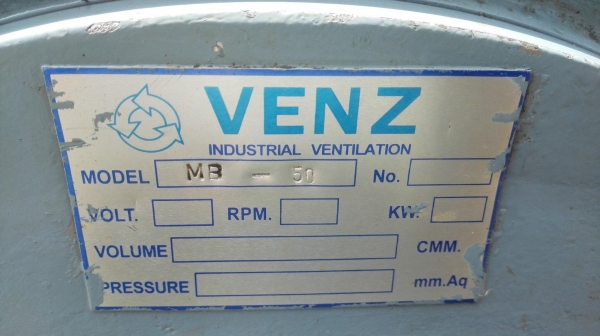 VENZ
INDUSTRIAL VENTILATION
MODEL MB - 50 No.
VOLT. RPM. KW.
VOLUME CMM.
PRESSURE mm.Aq